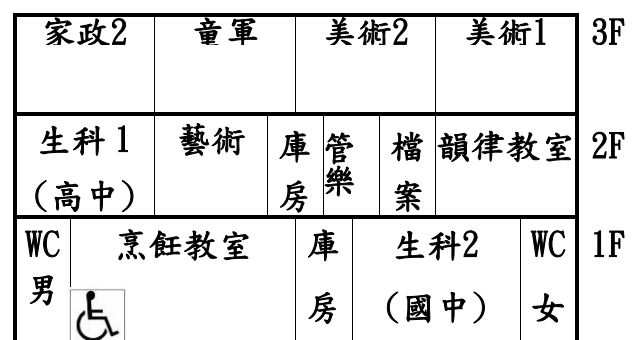 家政2 童軍 美術2 美術1 3F
生科1 藝術 庫 管 檔 韻律教室 2F
(高中) 房 樂 案
WC 烹飪教室 庫 生科2 WC 1F
男 房 (國中) 女